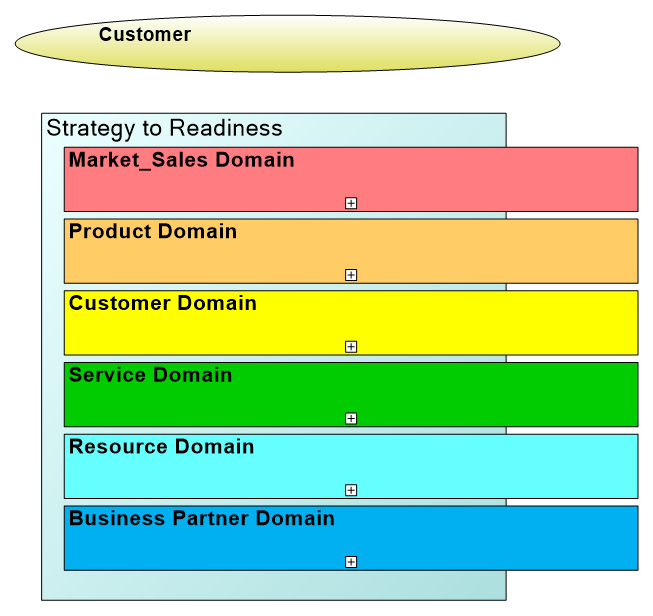 Customer
Strategy to Readiness
Market_Sales Domain
Product Domain
Customer Domain
Service Domain
Resource Domain
Business Partner Domain